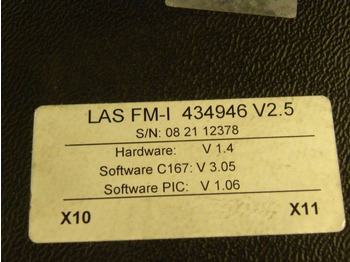 LAS FM-I 434946 V2.5
S/N: 08 21 12378
Hardware: V 1.4
Software C167: V 3.05
Software PIC: V 1.06
X10 X11